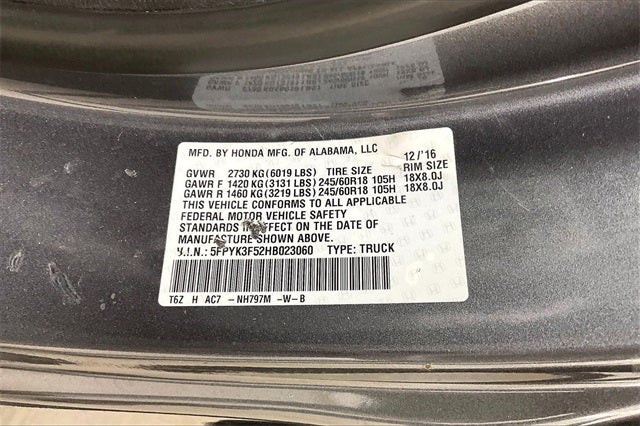 MFD. BY HONDA MFG. OF ALABAMA, LLC 12/'16
GVWR 2730 KG (6019 LBS) TIRE SIZE RIM SIZE
GAWR F 1420 KG (3131 LBS) 245/60R18 105H 18X8.0J
GAWR R 1460 KG (3219 LBS) 245/60R18 105H 18X8.0J
THIS VEHICLE CONFORMS TO ALL APPLICABLE
FEDERAL MOTOR VEHICLE SAFETY
STANDARDS IN EFFECT ON THE DATE OF
MANUFACTURE SHOWN ABOVE.
V.I.N.: 5FPYK3F52HB023060 TYPE: TRUCK
T6Z H AC7 -NH797M -W-B